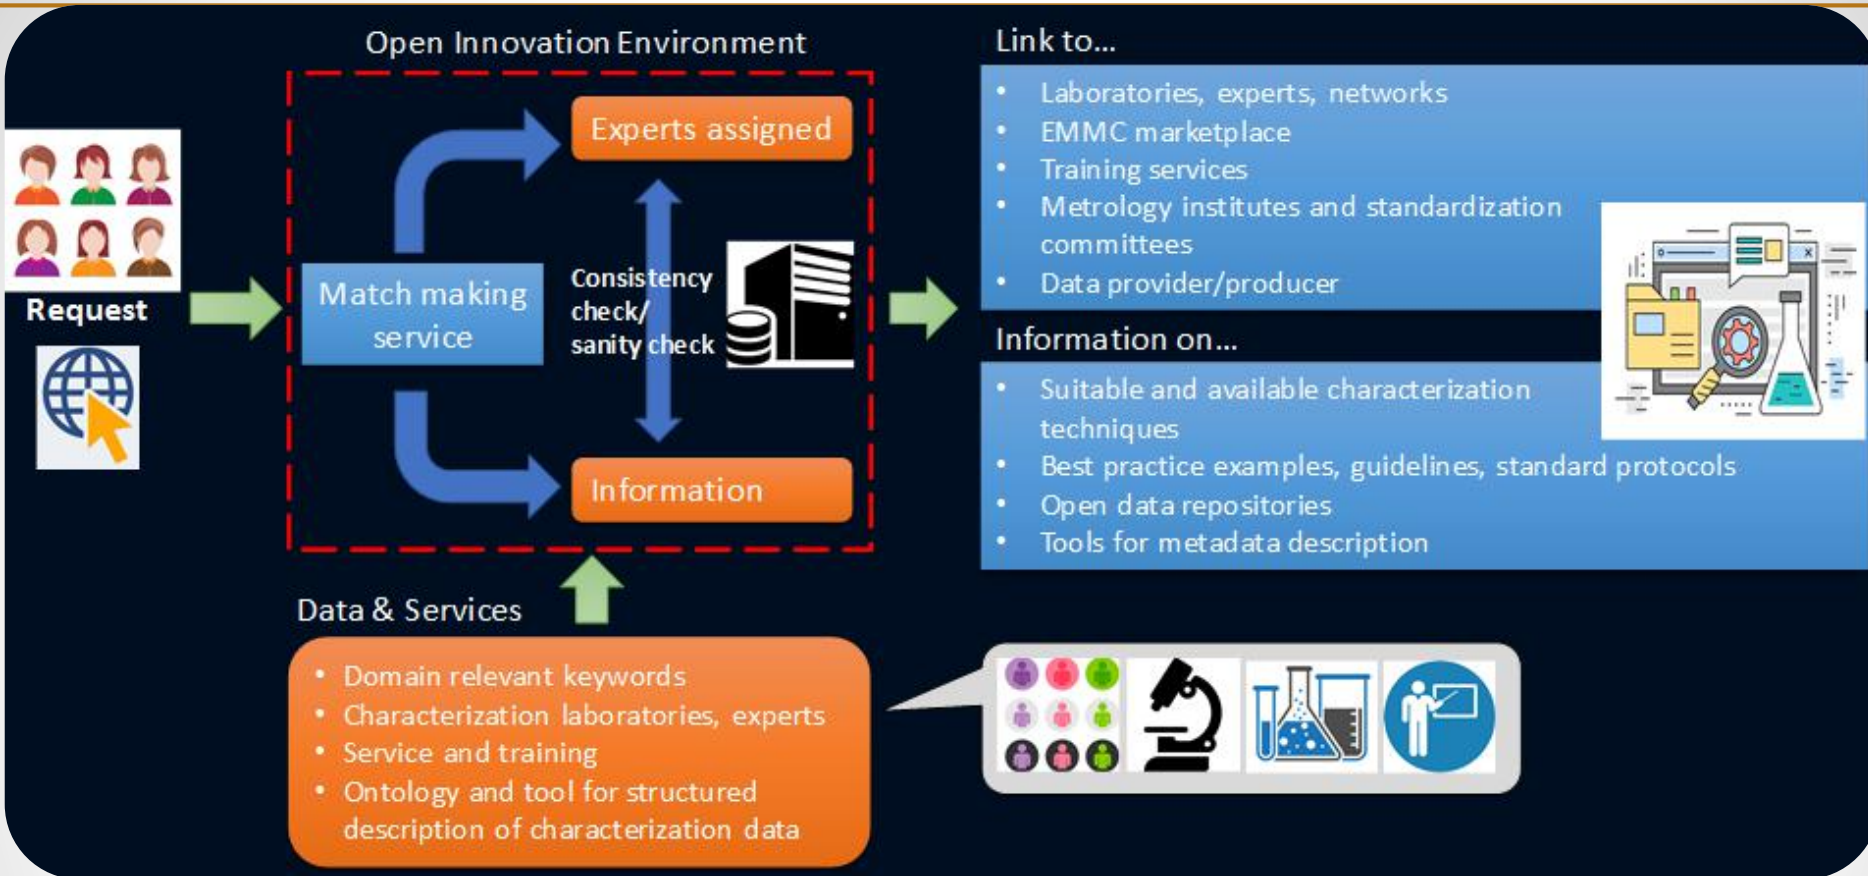 Open Innovation Environment
Request
Match making
service
Experts assigned
Consistency
check/
sanity check
Information
Data & Services
• Domain relevant keywords
• Characterization laboratories, experts
• Service and training
• Ontology and tool for structured
description of characterization data
Link to...
• Laboratories, experts, networks
• EMMC marketplace
• Training services
• Metrology institutes and standardization
committees
• Data provider/producer
Information on...
• Suitable and available characterization
techniques
• Best practice examples, guidelines, standard protocols
• Open data repositories
• Tools for metadata description